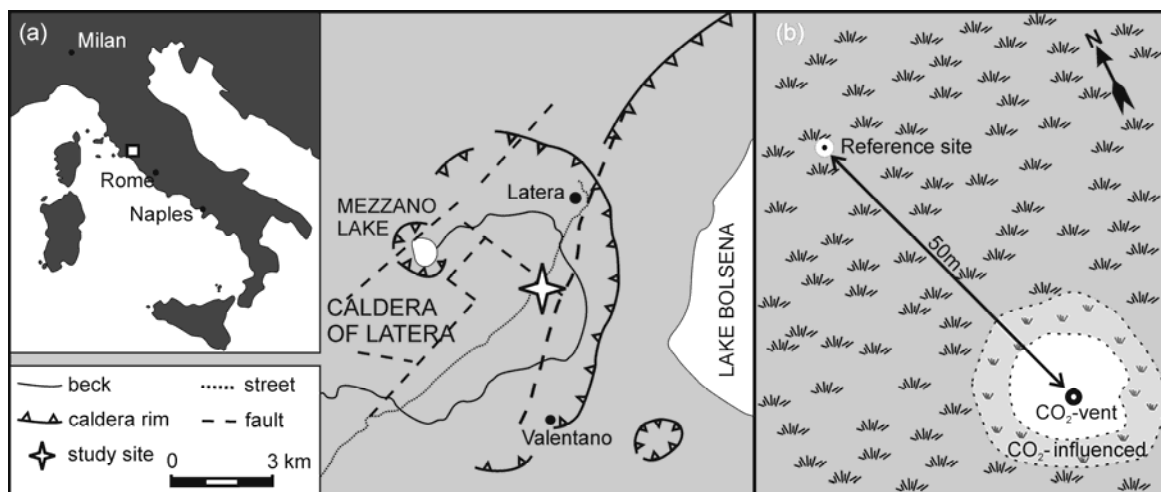 (a)
Milan
Rome
Naples
beck
street
caldera rim
fault
study site
0
3 km
Latera
MEZZANO
LAKE
CALDERA
OF LATERA
LAKE BOLSENA
Valentano
(b)
N
Reference site
50m
CO₂-vent
CO₂-influenced